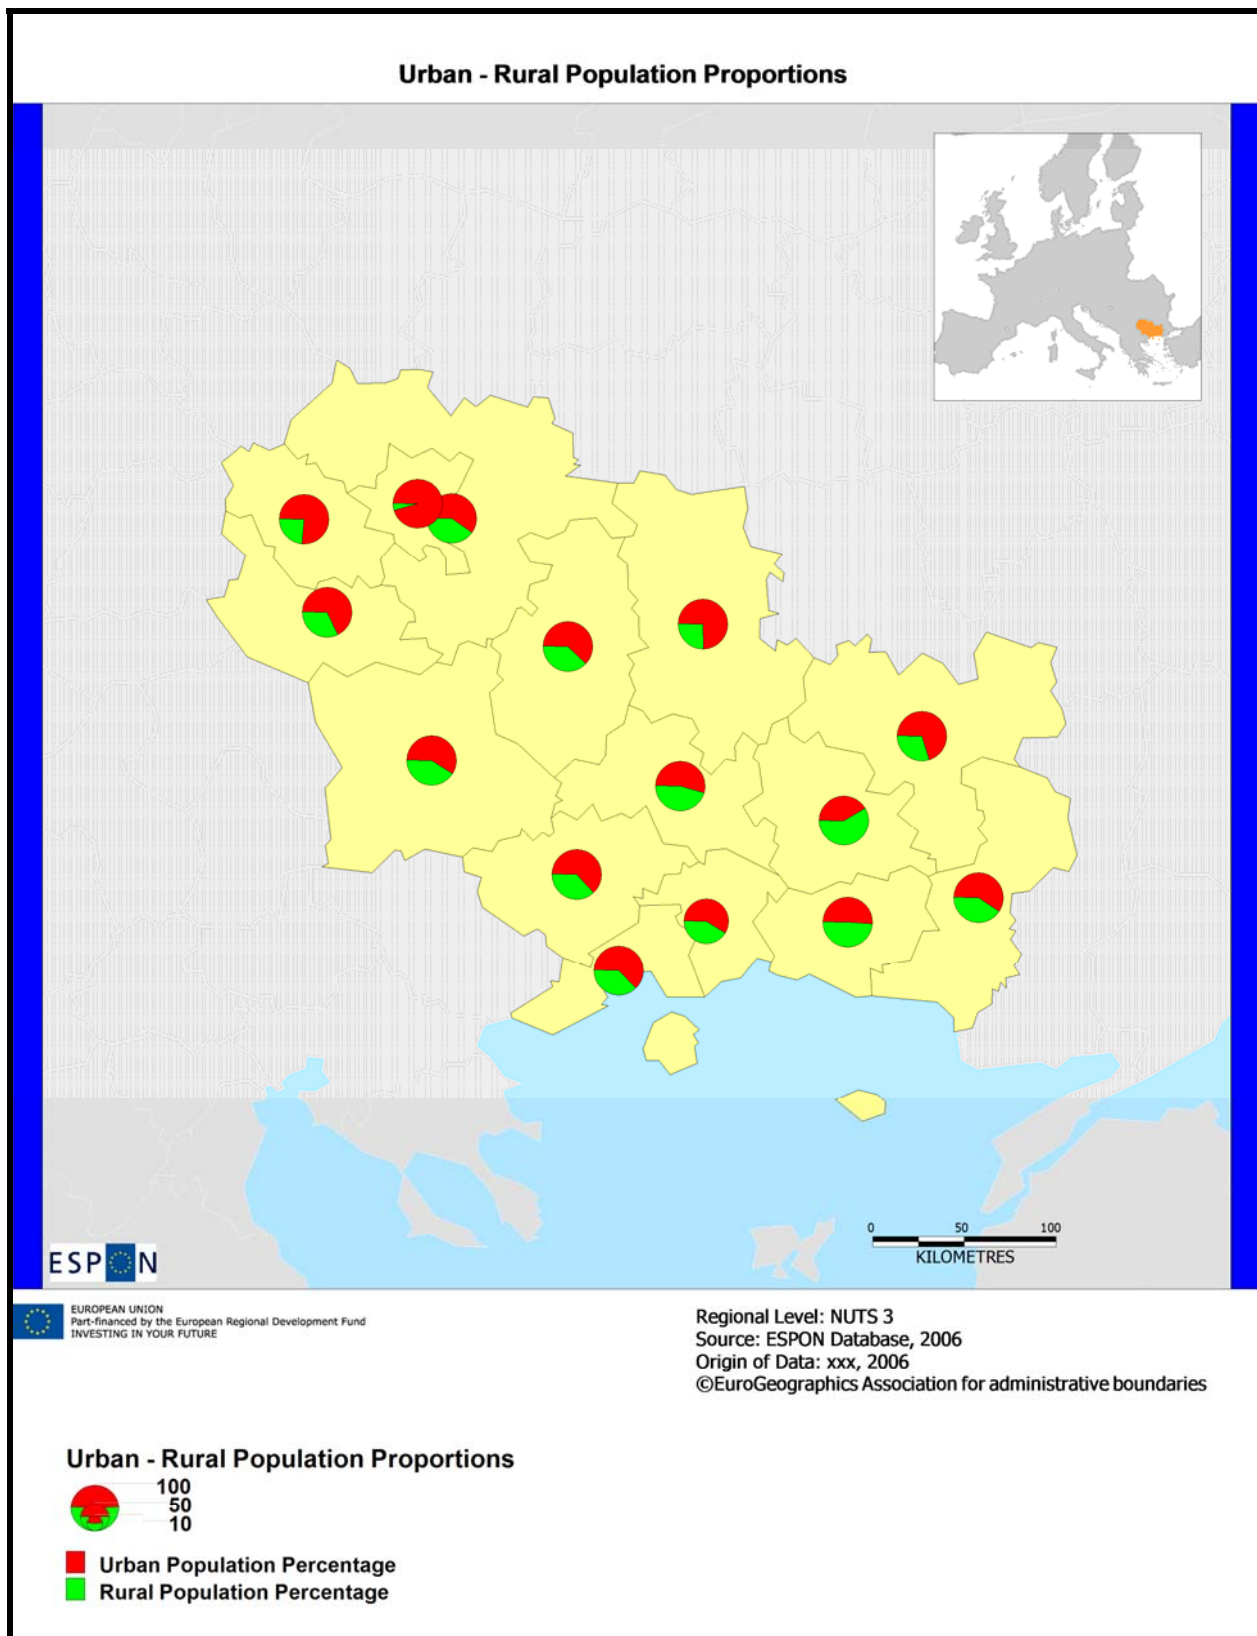 Urban - Rural Population Proportions
0 50 100
KILOMETRES
ESPON
EUROPEAN UNION
Part-financed by the European Regional Development Fund
INVESTING IN YOUR FUTURE
Regional Level: NUTS 3
Source: ESPON Database, 2006
Origin of Data: xxx, 2006
©EuroGeographics Association for administrative boundaries
Urban - Rural Population Proportions
100
50
10
Urban Population Percentage
Rural Population Percentage